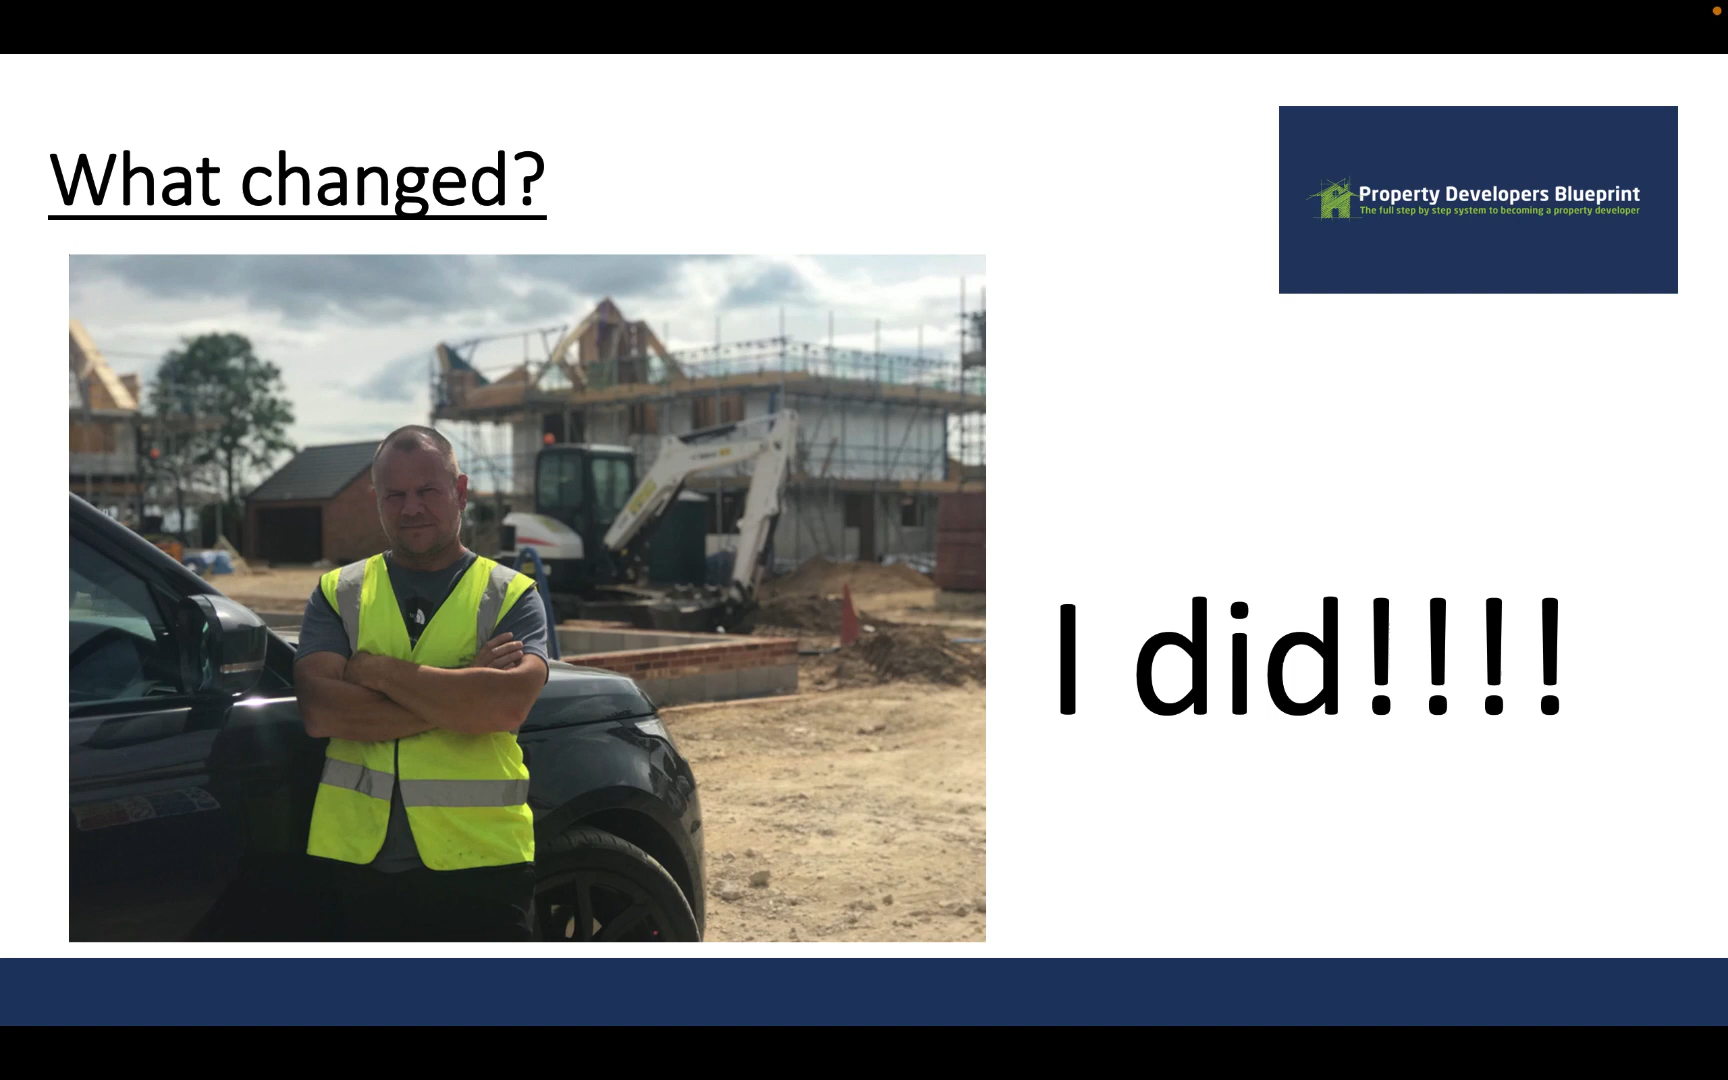 What changed?
Property Developers Blueprint
The full step by step system to becoming a property developer
I did!!!!